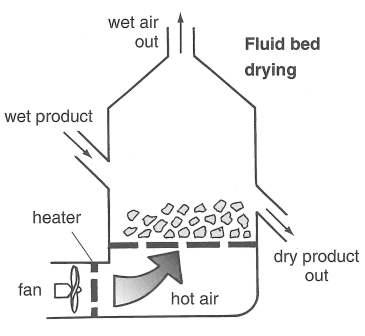 wet air
out
Fluid bed
drying
wet product
heater
dry product
out
fan
hot air